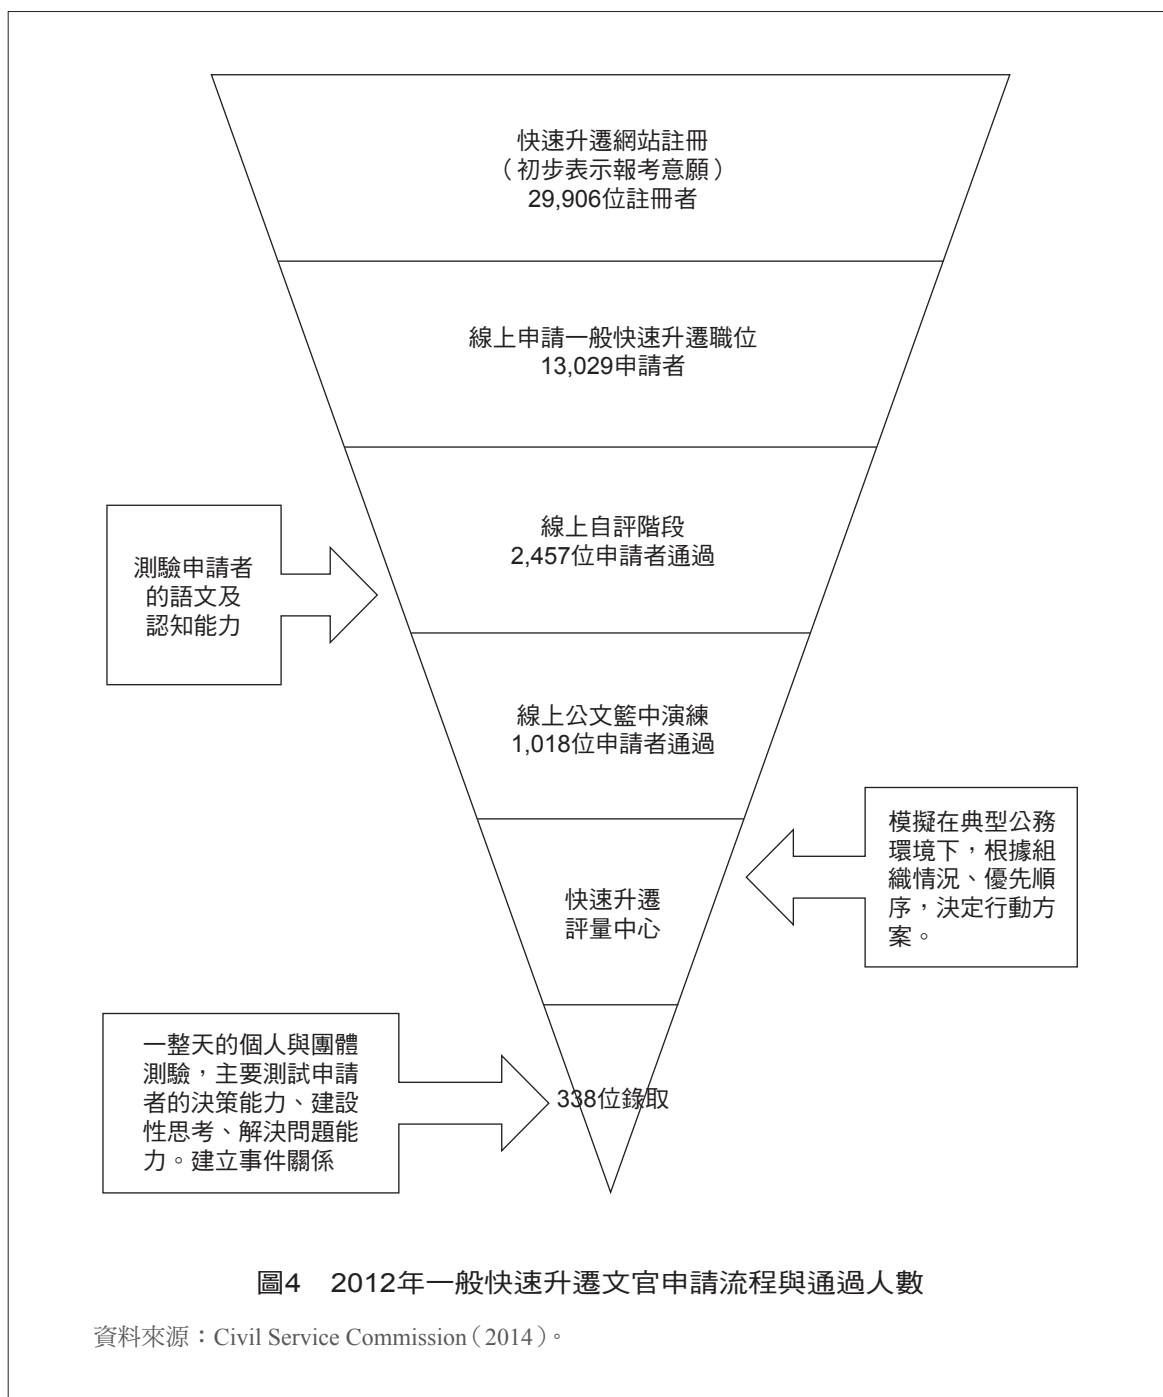 快速升遷網站註冊
（初步表示報考意願）
29,906位註冊者
線上申請一般快速升遷職位
13,029申請者
線上自評階段
2,457位申請者通過
測驗申請者
的語文及
認知能力
線上公文籃中演練
1,018位申請者通過
快速升遷
評量中心
模擬在典型公務
環境下，根據組
織情況、優先順
序，決定行動方
案。
一整天的個人與團體
測驗，主要測試申請
者的決策能力、建設
性思考、解決問題能
力。建立事件關係
338位錄取
圖4　2012年一般快速升遷文官申請流程與通過人數
資料來源：Civil Service Commission（2014）。